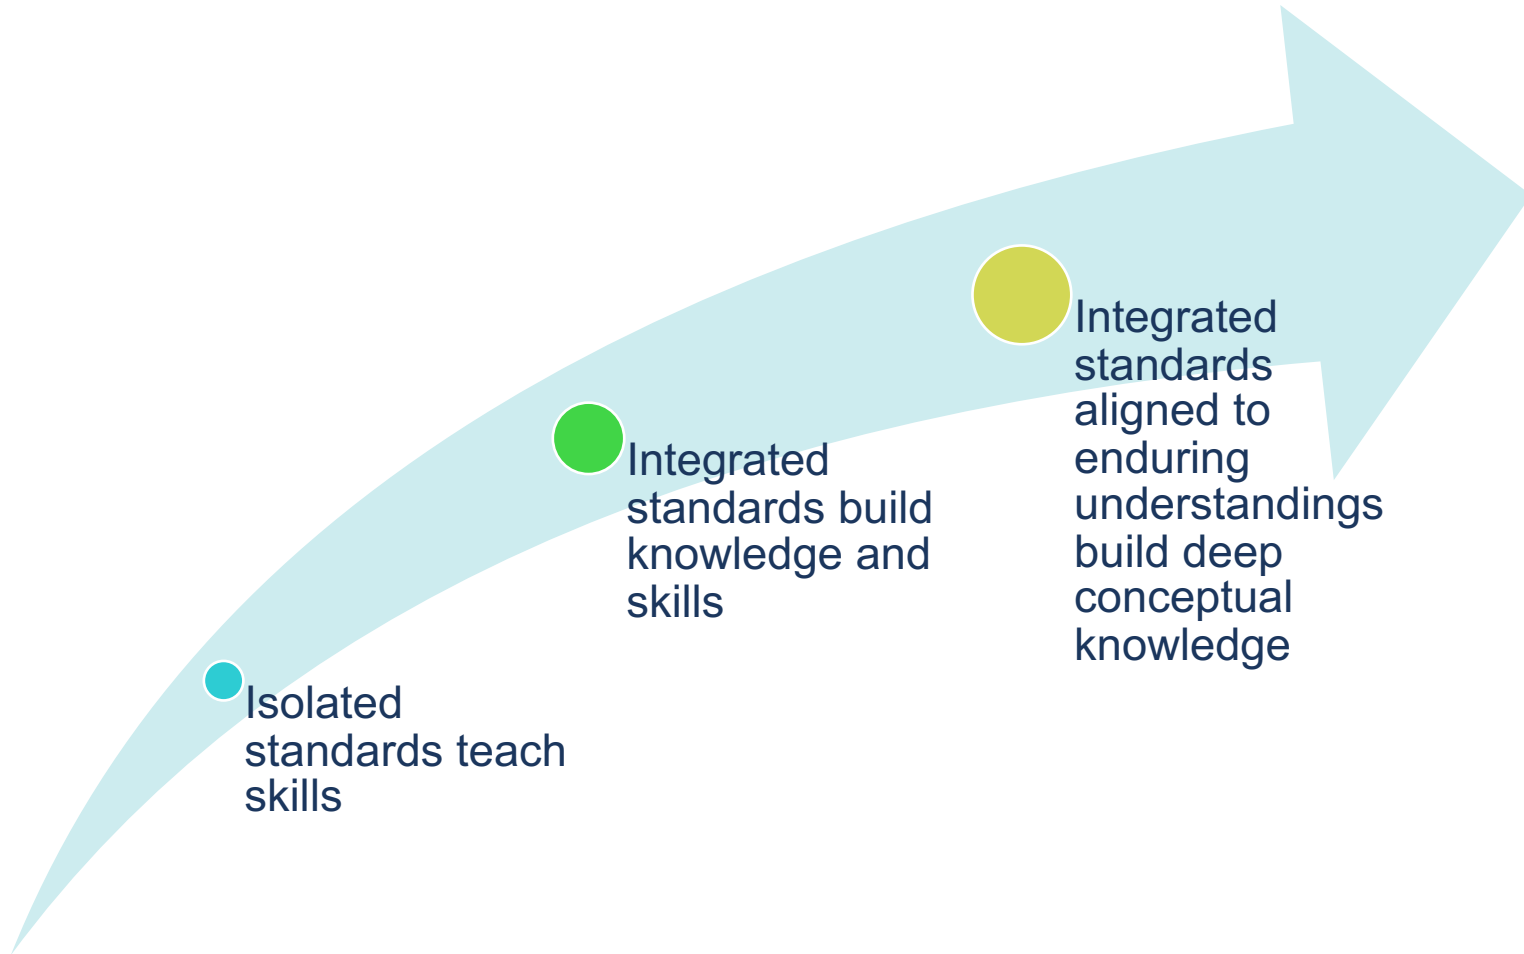 Isolated
standards teach
skills
Integrated
standards build
knowledge and
skills
Integrated
standards
aligned to
enduring
understandings
build deep
conceptual
knowledge